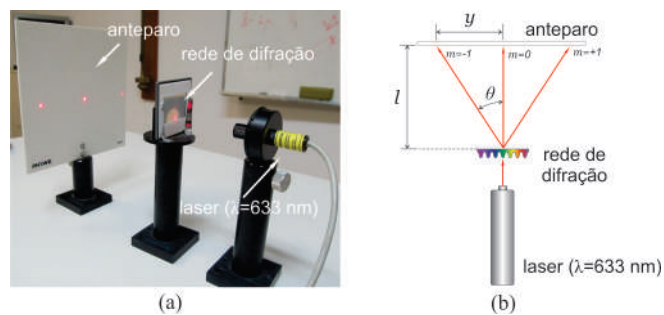 anteparo
rede de
difração
laser (λ=633 nm)
(a)
y
anteparo
m=-1
m=0
m=+1
l
θ
rede de
difração
laser (λ=633 nm)
(b)